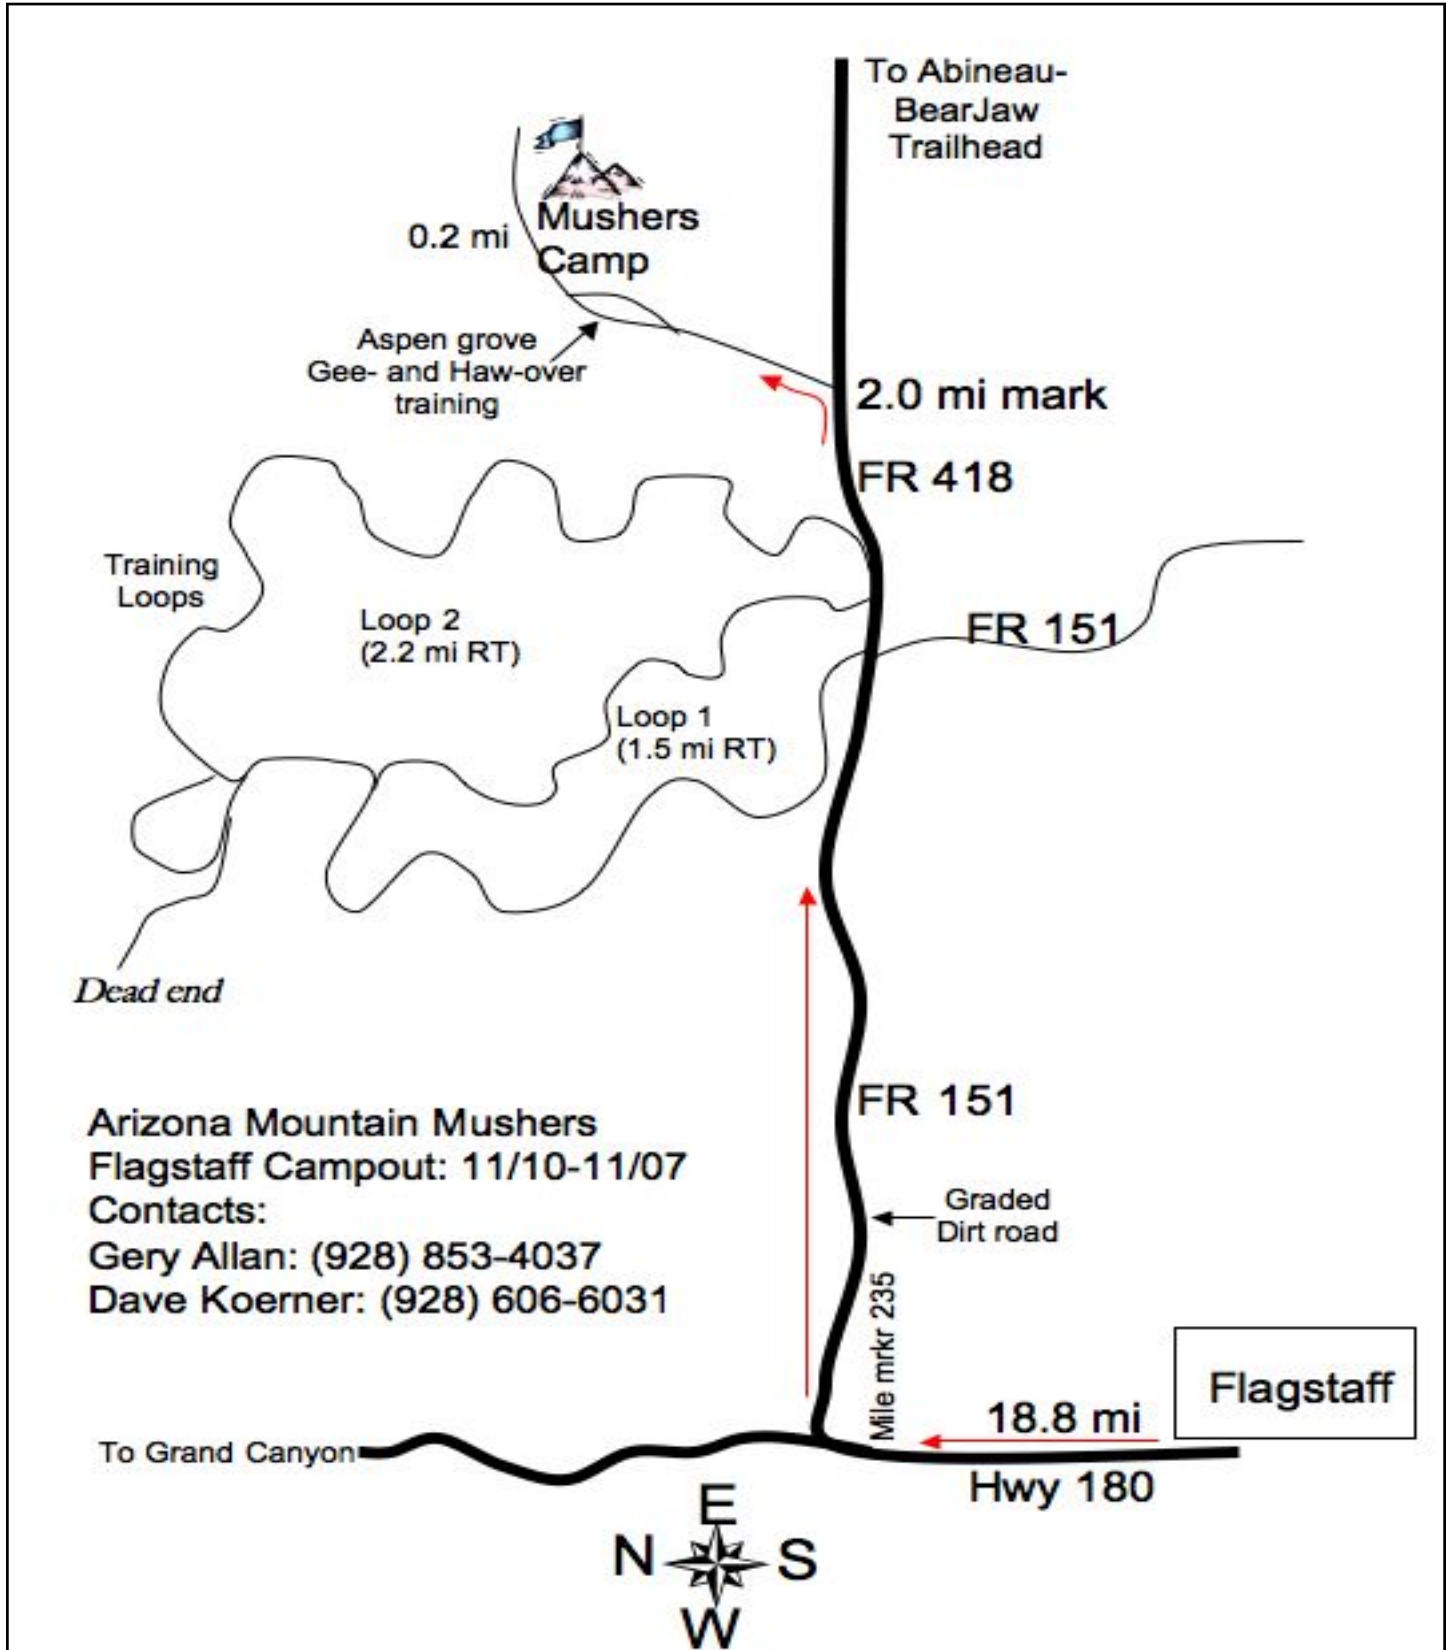 To Abineau-
BearJaw
Trailhead
Mushers
Camp
0.2 mi
Aspen grove
Gee- and Haw-over
training
2.0 mi mark
FR 418
Training
Loops
Loop 2
(2.2 mi RT)
FR 151
Loop 1
(1.5 mi RT)
Dead end
FR 151
Arizona Mountain Mushers
Flagstaff Campout: 11/10-11/07
Contacts:
Gery Allan: (928) 853-4037
Dave Koerner: (928) 606-6031
Graded
Dirt road
Mile mrkr 235
Flagstaff
18.8 mi
To Grand Canyon
Hwy 180
E
N
S
W